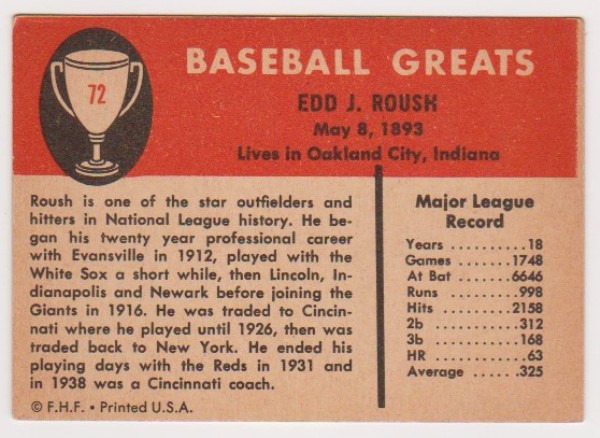 72
BASEBALL GREATS
EDD J. ROUSH
May 8, 1893
Lives in Oakland City, Indiana
Roush is one of the star outfielders and
hitters in National League history. He be-
gan his twenty year professional career
with Evansville in 1912, played with the
White Sox a short while, then Lincoln, In-
dianapolis and Newark before joining the
Giants in 1916. He was traded to Cincin-
nati where he played until 1926, then was
traded back to New York. He ended his
playing days with the Reds in 1931 and
in 1938 was a Cincinnati coach.
© F.H.F. • Printed U.S.A.
Major League
Record
Years ..........18
Games ........1748
At Bat ........6646
Runs ..........998
Hits ..........2158
2b ............312
3b ............168
HR .............63
Average .....325